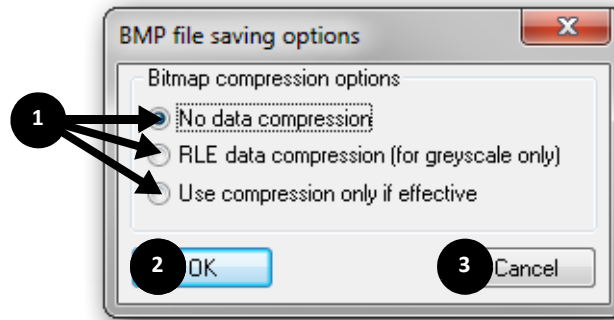 BMP file saving options
Bitmap compression options
1
No data compression
RLE data compression (for greyscale only)
Use compression only if effective
2 OK
3 Cancel